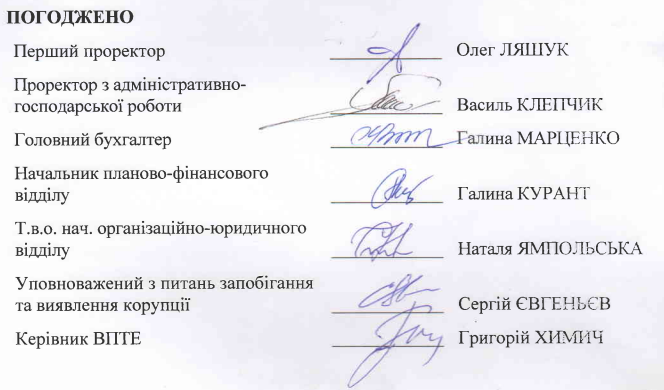 ПОГОДЖЕНО
Перший проректор Олег ЛЯШУК
Проректор з адміністративно-
господарської роботи Василь КЛЕПЧИК
Головний бухгалтер Галина МАРЦЕНКО
Начальник планово-фінансового
відділу Галина КУРАНТ
Т.в.о. нач. організаційно-юридичного
відділу Наталя ЯМПОЛЬСЬКА
Уповноважений з питань запобігання
та виявлення корупції Сергій ЄВГЕНЬЄВ
Керівник ВПТЕ Григорій ХИМИЧ